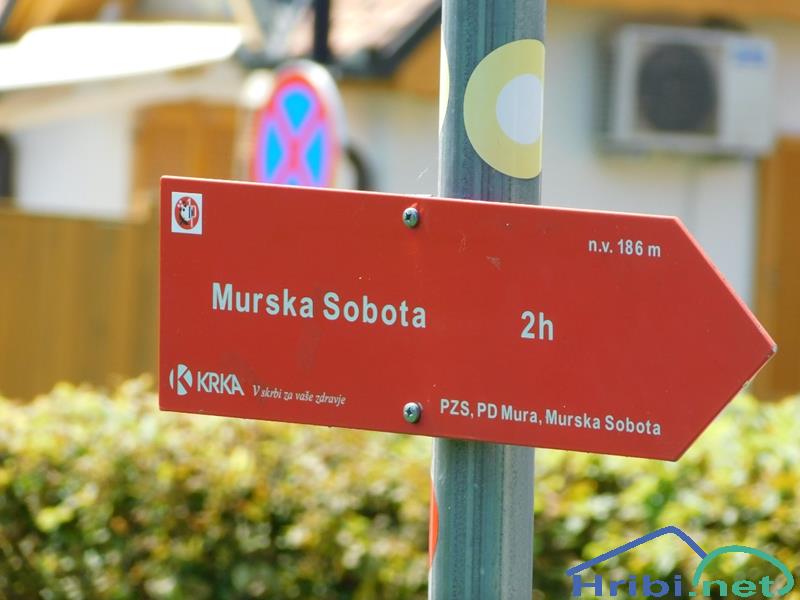 n.v. 186 m
Murska Sobota 2h
KRKA V skrbi za vaše zdravje
PZS, PD Mura, Murska Sobota
Hribi.net